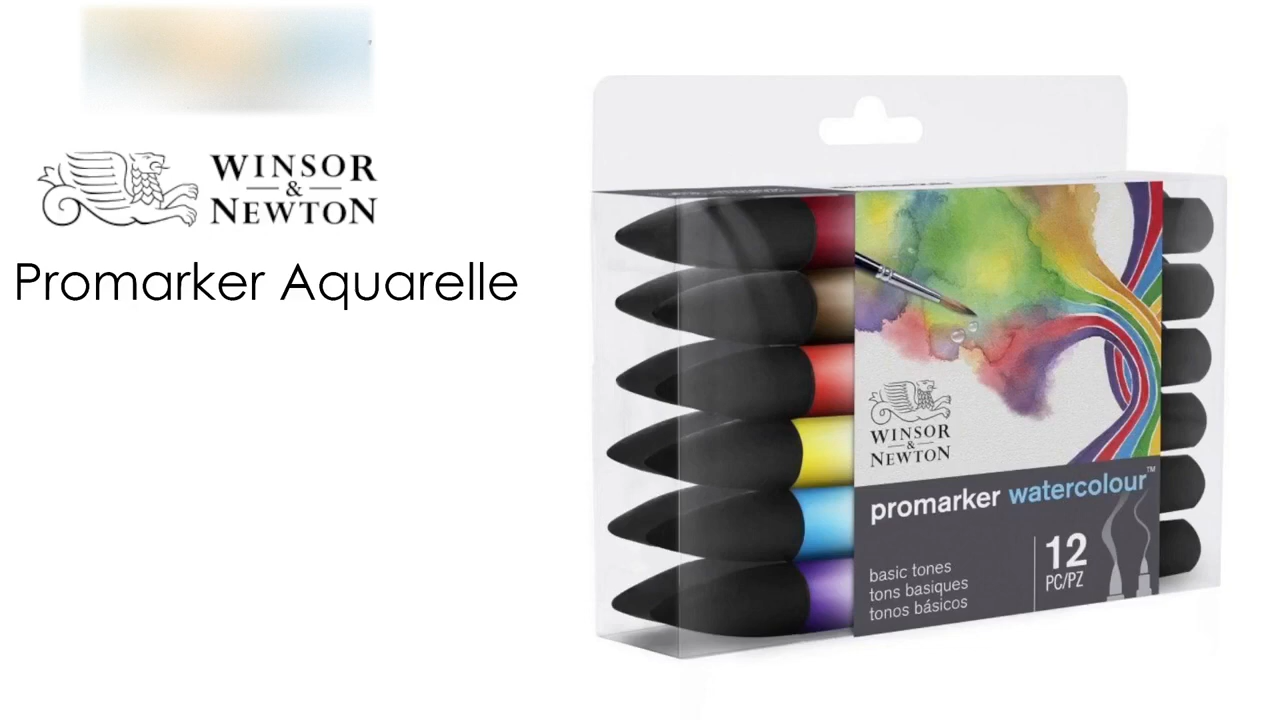 WINSOR
&
NEWTON
Promarker Aquarelle
WINSOR
&
NEWTON
promarker watercolour™
basic tones
tons basiques
tonos básicos
12
PC/PZ